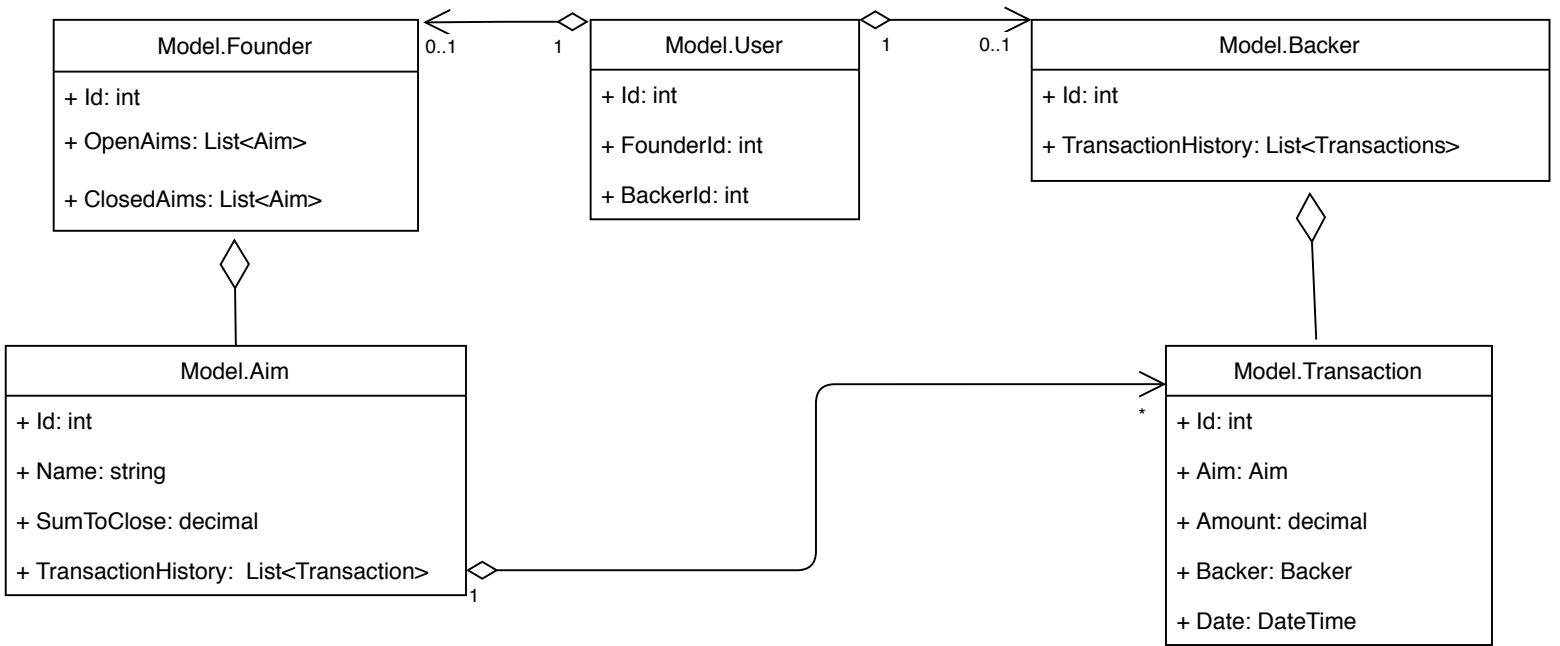 Model.Founder
+ Id: int
+ OpenAims: List<Aim>
+ ClosedAims: List<Aim>
0..1
1
Model.User
+ Id: int
+ FounderId: int
+ BackerId: int
1
0..1
Model.Backer
+ Id: int
+ TransactionHistory: List<Transactions>
Model.Aim
+ Id: int
+ Name: string
+ SumToClose: decimal
+ TransactionHistory:  List<Transaction>
1
*
Model.Transaction
+ Id: int
+ Aim: Aim
+ Amount: decimal
+ Backer: Backer
+ Date: DateTime